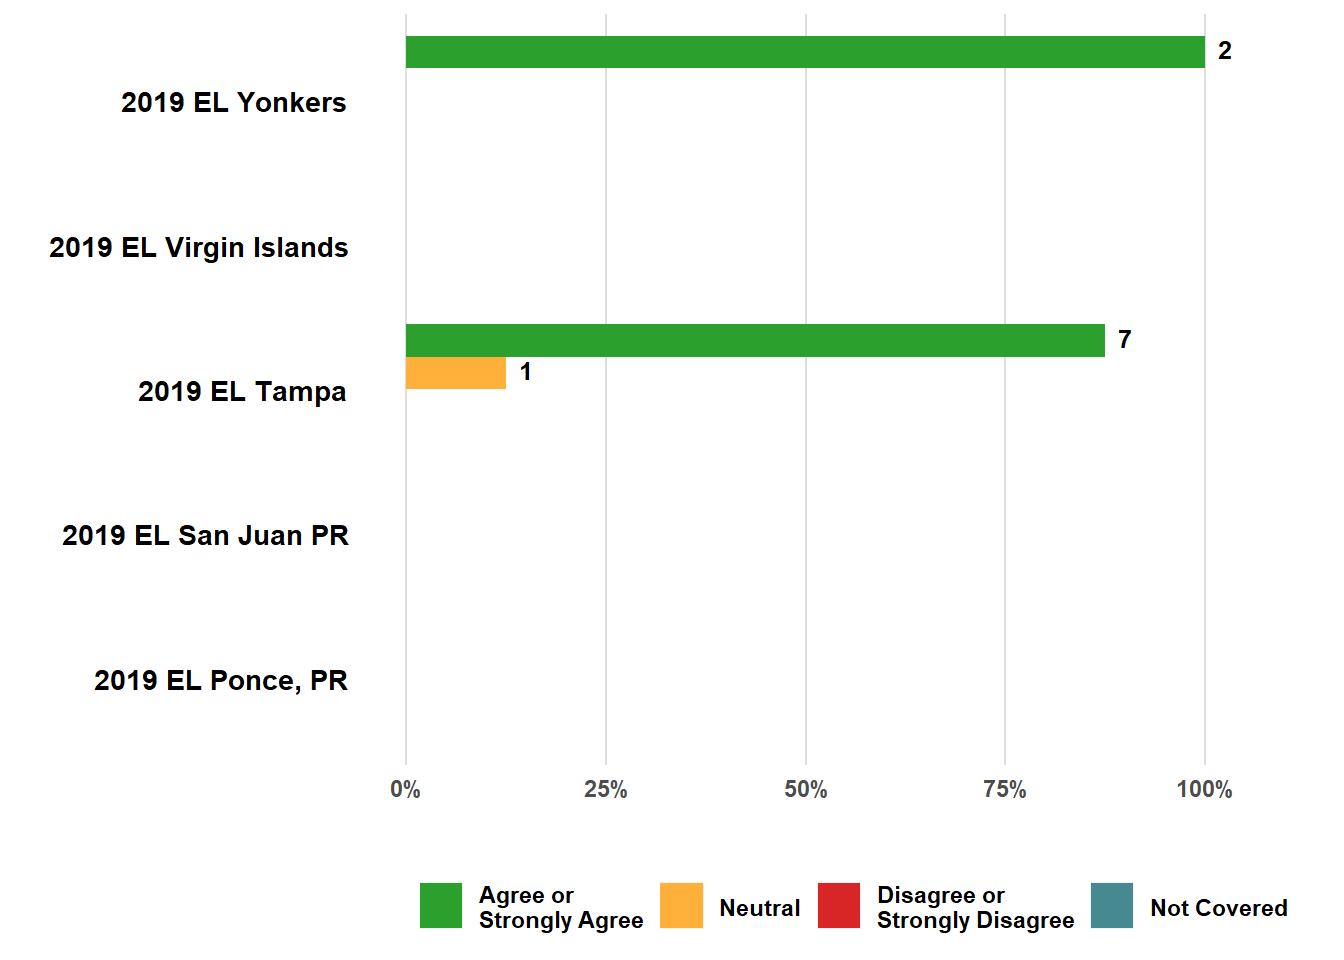 2
2019 EL Yonkers
2019 EL Virgin Islands
7
1
2019 EL Tampa
2019 EL San Juan PR
2019 EL Ponce, PR
0% 25% 50% 75% 100%
Agree or
Strongly Agree
Neutral
Disagree or
Strongly Disagree
Not Covered